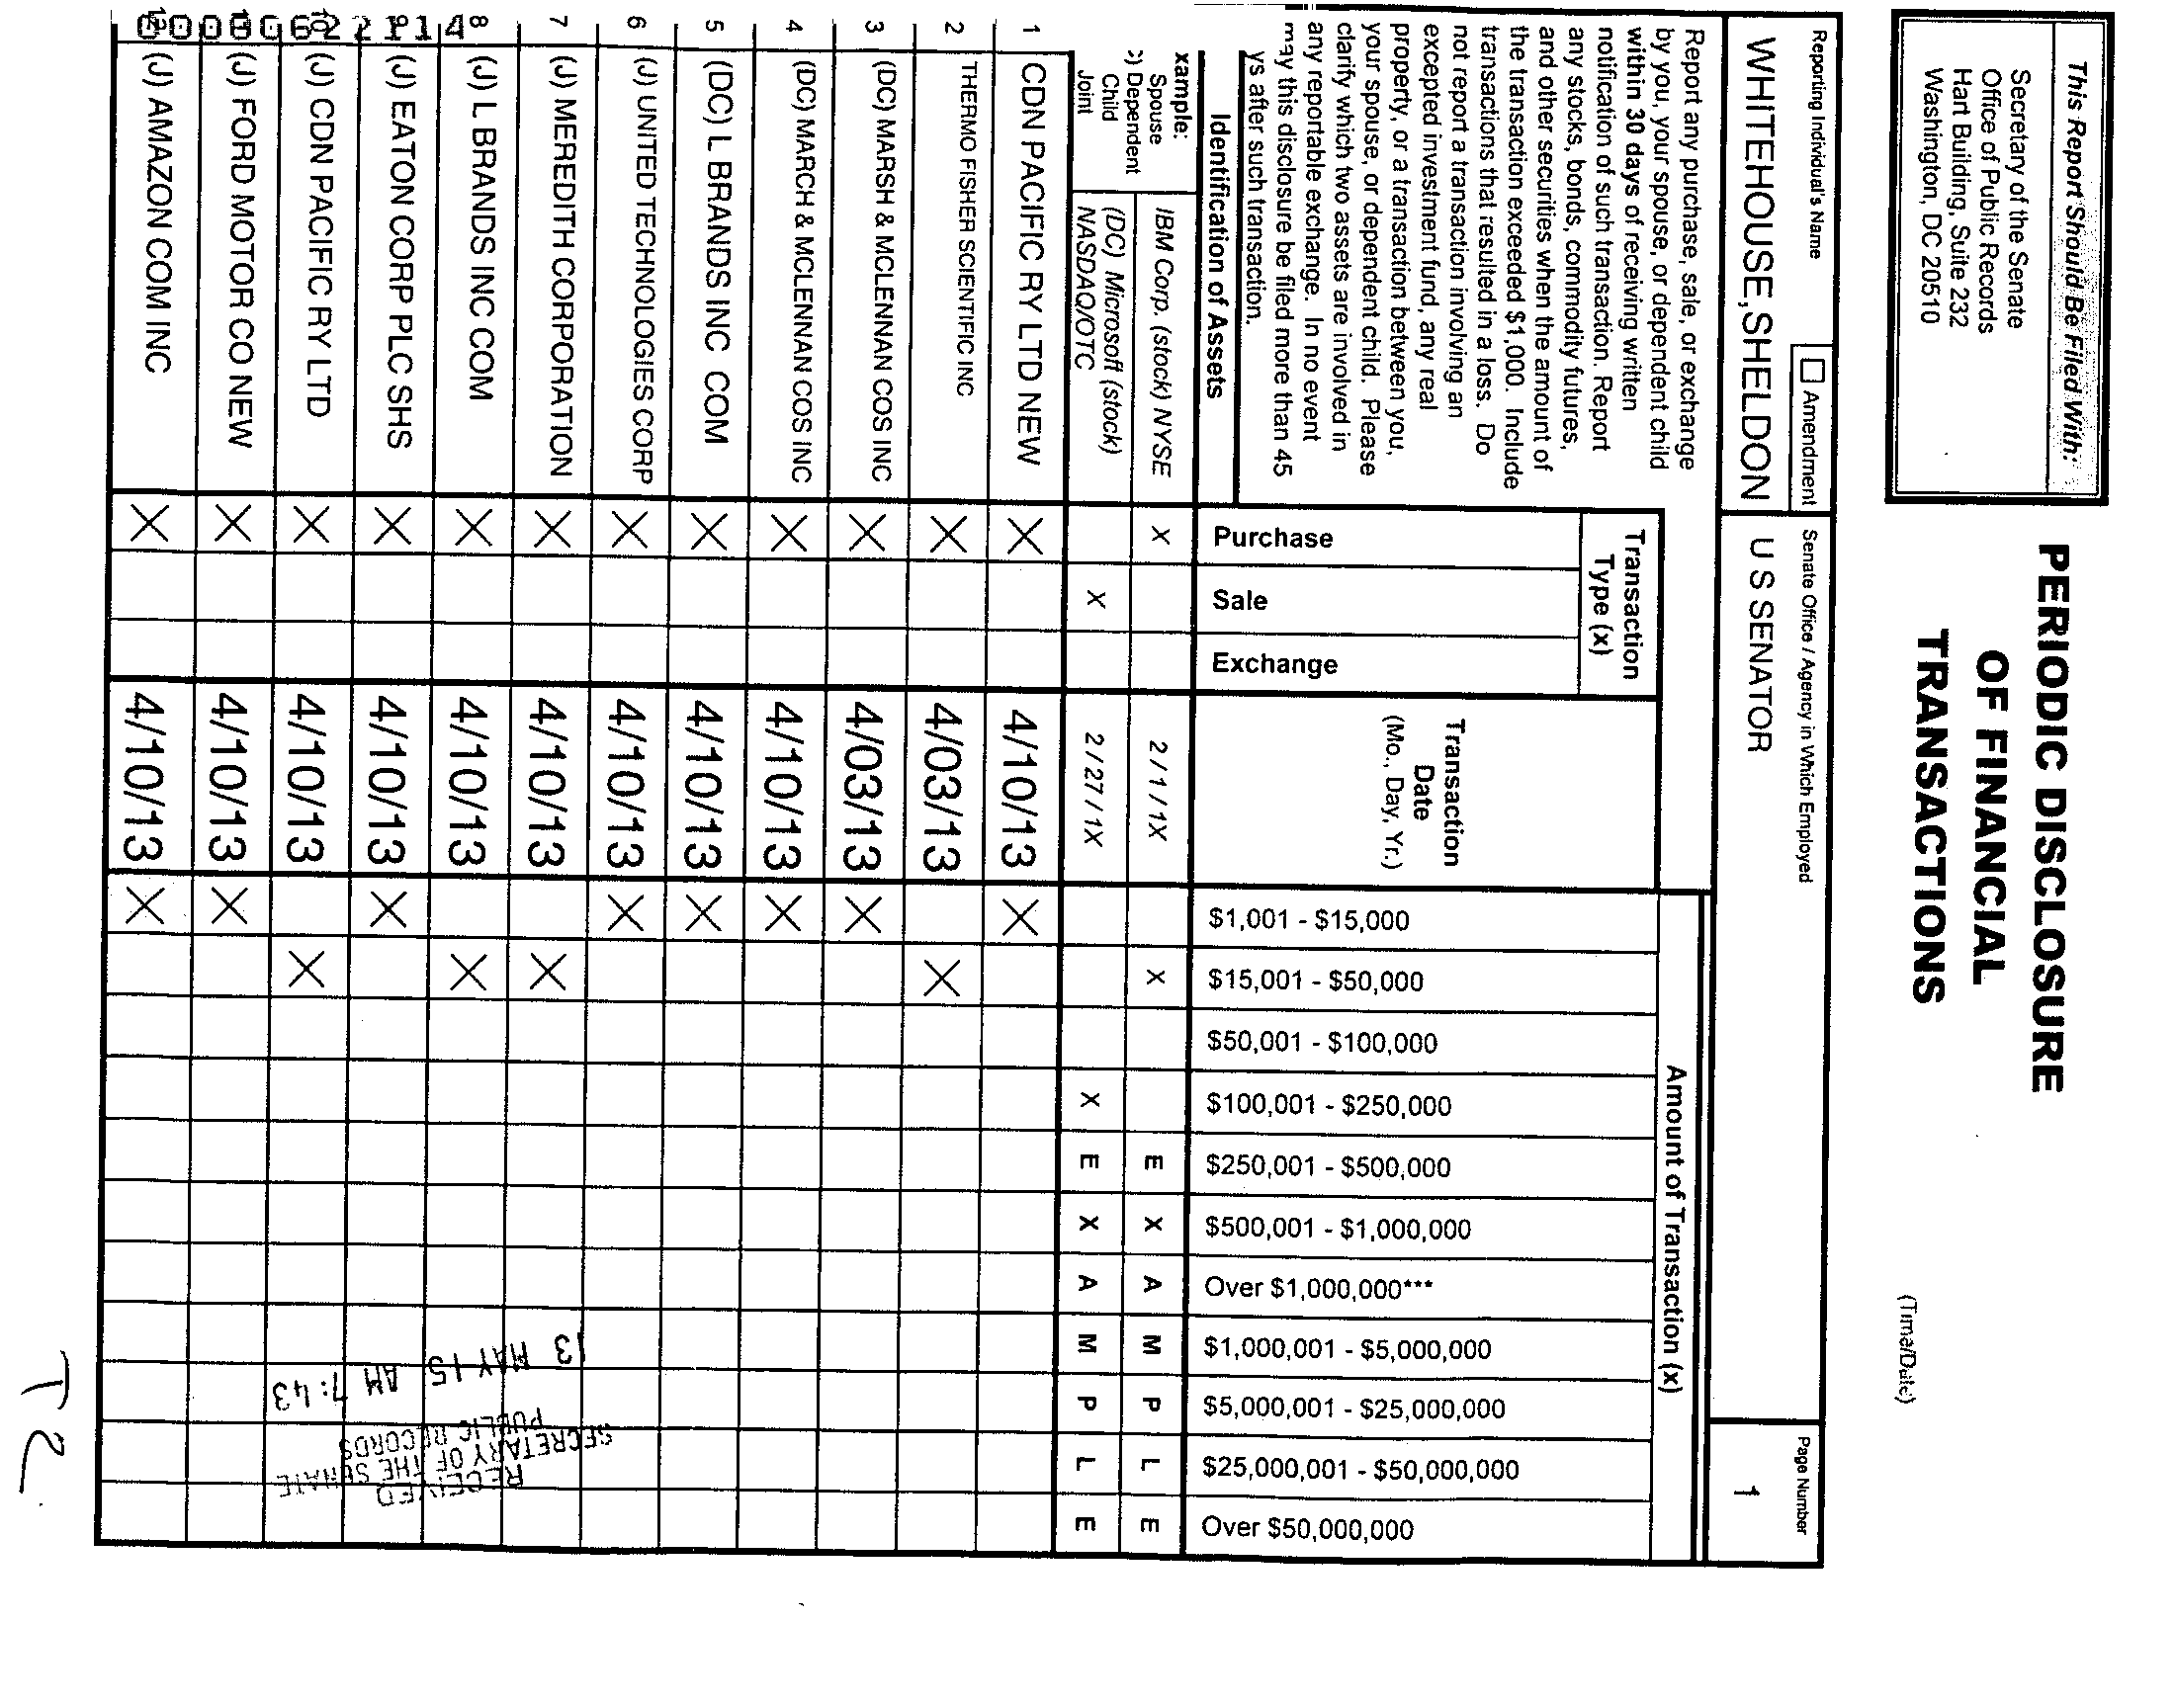 This Report Should Be Filed With:
Secretary of the Senate
Office of Public Records
Hart Building, Suite 232
Washington, DC 20510
PERIODIC DISCLOSURE
OF FINANCIAL
TRANSACTIONS
(Time/Date)
Reporting Individual's Name
Amendment
Senate Office / Agency in Which Employed
Page Number
WHITEHOUSE,SHELDON
U S SENATOR
1
Report any purchase, sale, or exchange
by you, your spouse, or dependent child
within 30 days of receiving written
notification of such transaction. Report
any stocks, bonds, commodity futures,
and other securities when the amount of
the transaction exceeded $1,000. Include
transactions that resulted in a loss. Do
not report a transaction involving an
excepted investment fund, any real
property, or a transaction between you,
your spouse, or dependent child. Please
clarify which two assets are involved in
any reportable exchange. In no event
may this disclosure be filed more than 45
ys after such transaction.
Identification of Assets
Transaction
Type (x)
Purchase
Sale
Exchange
Transaction
Date
(Mo., Day, Yr.)
Amount of Transaction (x)
$1,001 - $15,000
$15,001 - $50,000
$50,001 - $100,000
$100,001 - $250,000
$250,001 - $500,000
$500,001 - $1,000,000
Over $1,000,000***
$1,000,001 - $5,000,000
$5,000,001 - $25,000,000
$25,000,001 - $50,000,000
Over $50,000,000
xample:
Spouse
) Dependent
Child
Joint
IBM Corp. (stock) NYSE X 2 / 1 / 1X X E X A M P L E
(DC) Microsoft (stock)
NASDAQ/OTC X 2 / 27 / 1X X E X A M P L E
1 CDN PACIFIC RY LTD NEW X 4/10/13 X
2 THERMO FISHER SCIENTIFIC INC X 4/03/13 X
3 (DC) MARSH & MCLENNAN COS INC X 4/03/13 X
4 (DC) MARCH & MCLENNAN COS INC X 4/10/13 X
5 (DC) L BRANDS INC COM X 4/10/13 X
6 (J) UNITED TECHNOLOGIES CORP X 4/10/13 X
7 (J) MEREDITH CORPORATION X 4/10/13 X
8 (J) L BRANDS INC COM X 4/10/13 X
9 (J) EATON CORP PLC SHS X 4/10/13 X
10 (J) CDN PACIFIC RY LTD X 4/10/13 X
11 (J) FORD MOTOR CO NEW X 4/10/13 X
12 (J) AMAZON COM INC X 4/10/13 X
RECEIVED
SECRETARY OF THE SENATE
PUBLIC RECORDS
13 MAY 15 AM 7:43